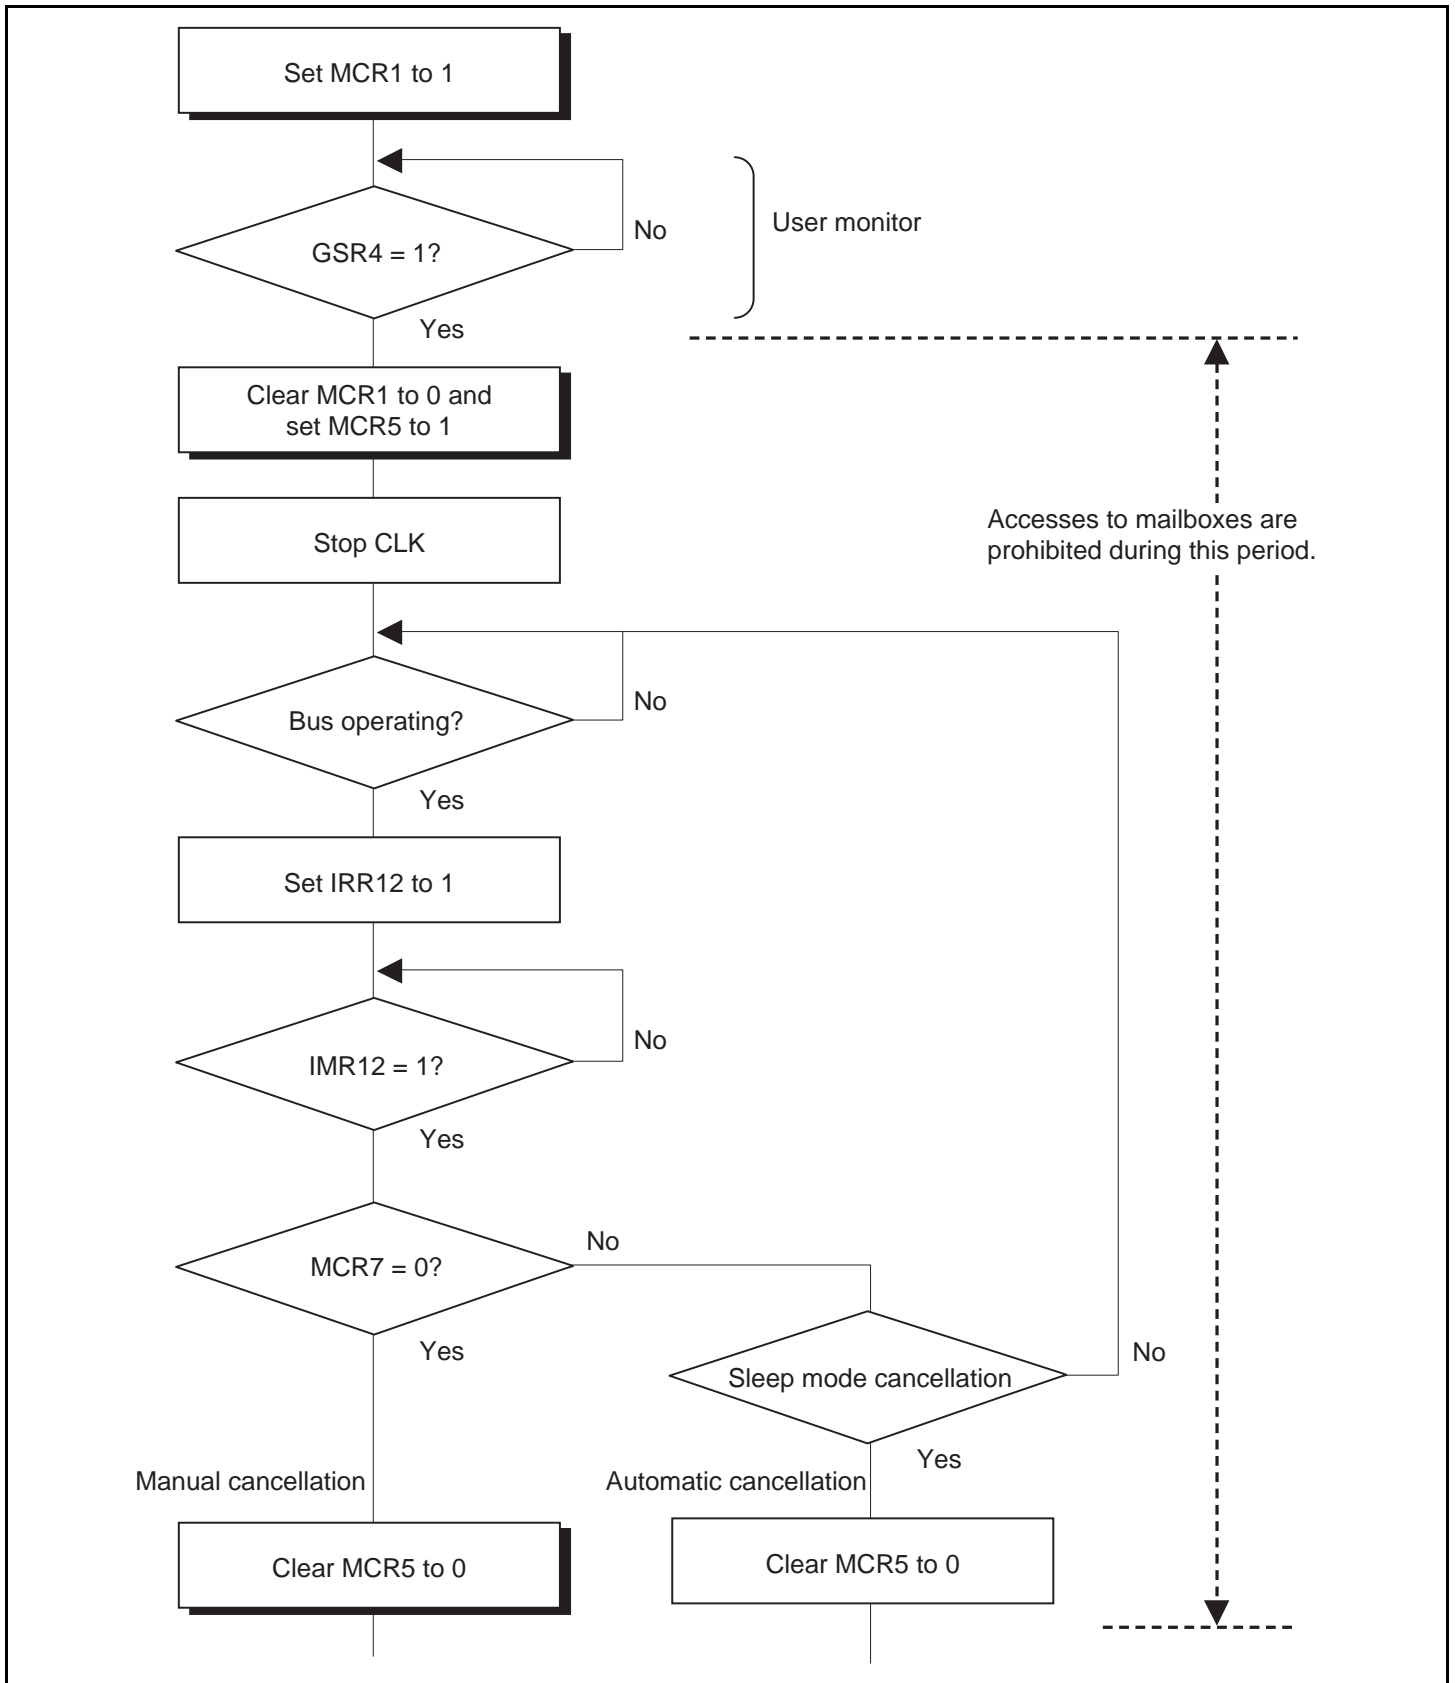 Set MCR1 to 1
No
User monitor
GSR4 = 1?
Yes
Clear MCR1 to 0 and
set MCR5 to 1
Stop CLK
Accesses to mailboxes are
prohibited during this period.
No
Bus operating?
Yes
Set IRR12 to 1
No
IMR12 = 1?
Yes
No
MCR7 = 0?
Yes
No
Sleep mode cancellation
Yes
Manual cancellation
Automatic cancellation
Clear MCR5 to 0
Clear MCR5 to 0